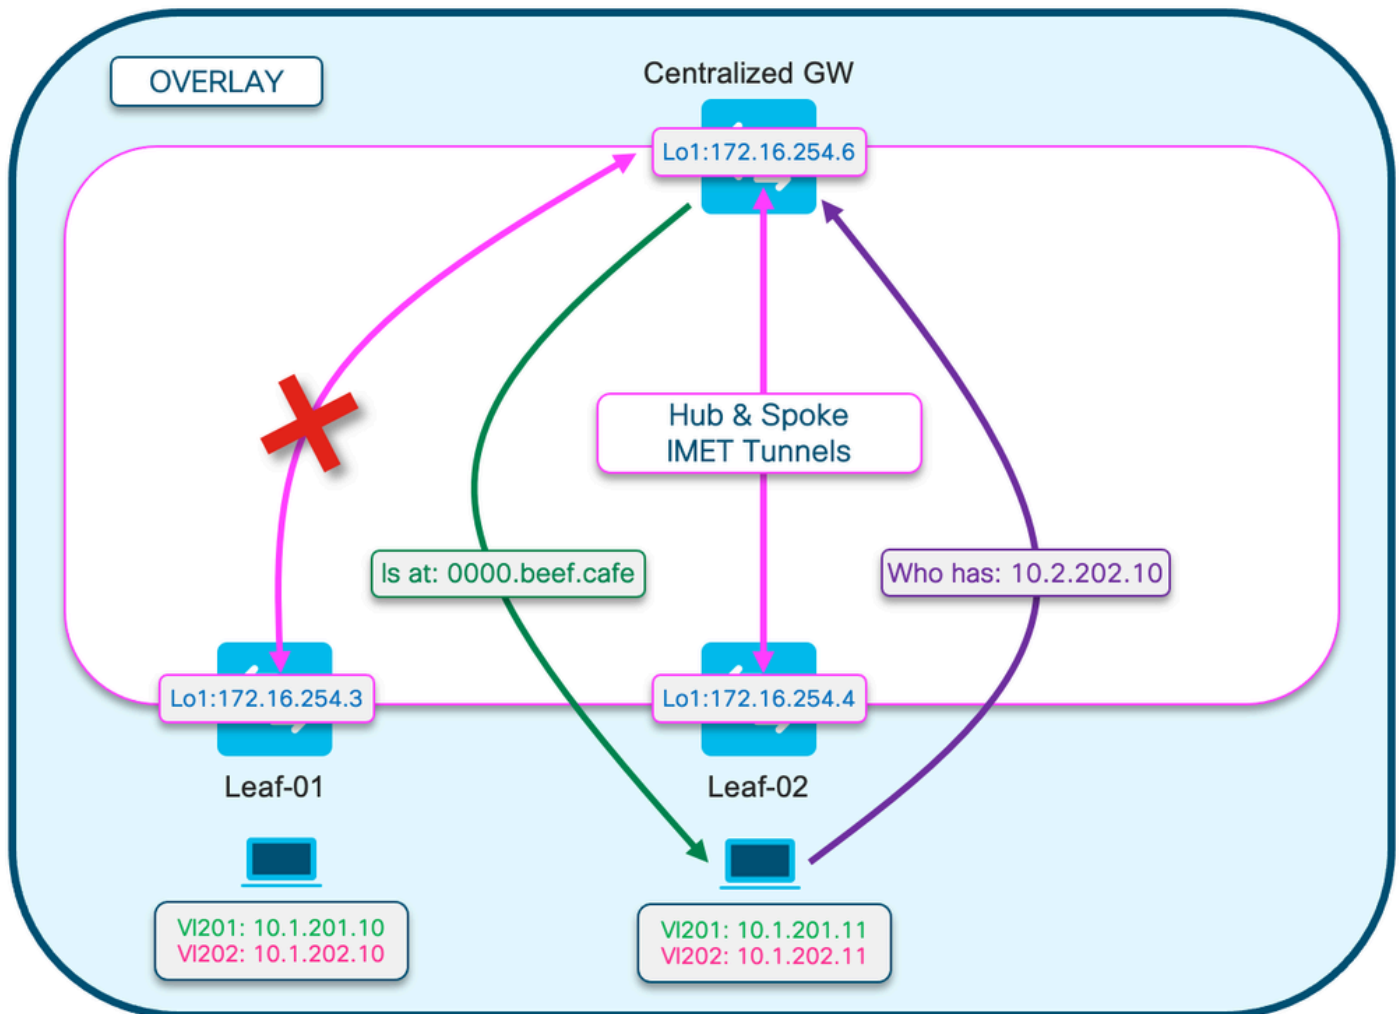 OVERLAY
Centralized GW
Lo1:172.16.254.6
Hub & Spoke
IMET Tunnels
Is at: 0000.beef.cafe
Who has: 10.2.202.10
Lo1:172.16.254.3
Lo1:172.16.254.4
Leaf-01
Leaf-02
Vl201: 10.1.201.10
Vl202: 10.1.202.10
Vl201: 10.1.201.11
Vl202: 10.1.202.11